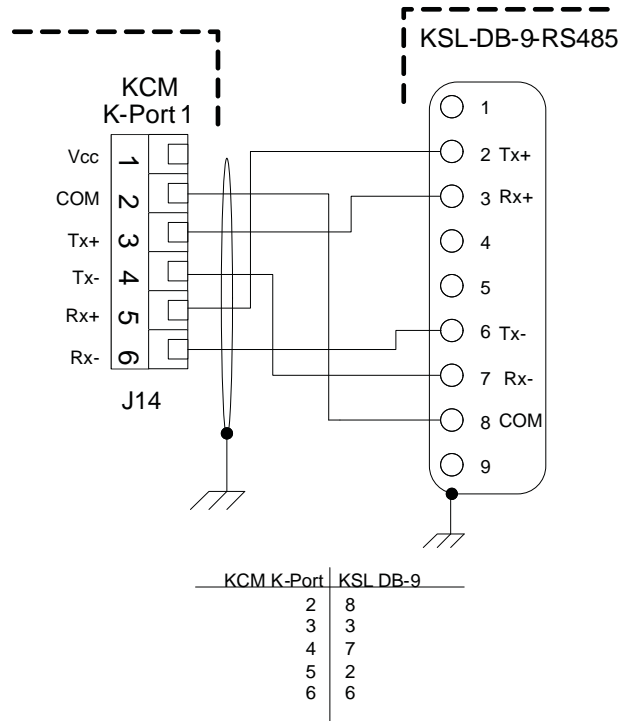 KSL-DB-9-RS485
KCM
K-Port 1
Vcc 1
COM 2
Tx+ 3
Tx- 4
Rx+ 5
Rx- 6
J14
1
2 Tx+
3 Rx+
4
5
6 Tx-
7 Rx-
8 COM
9
KCM K-Port KSL DB-9
2 8
3 3
4 7
5 2
6 6